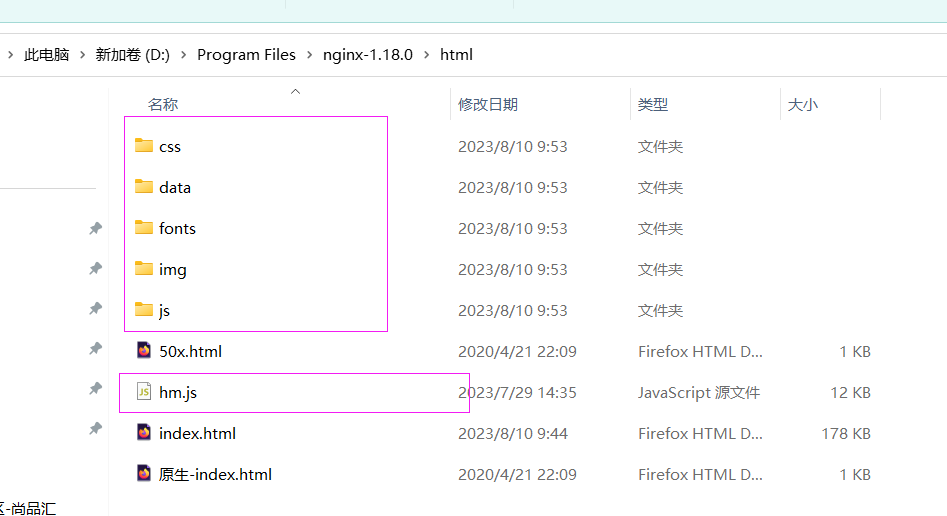 此电脑 新加卷 (D:) Program Files nginx-1.18.0 html
名称 修改日期 类型 大小
css 2023/8/10 9:53 文件夹
data 2023/8/10 9:53 文件夹
fonts 2023/8/10 9:53 文件夹
img 2023/8/10 9:53 文件夹
js 2023/8/10 9:53 文件夹
50x.html 2020/4/21 22:09 Firefox HTML D... 1 KB
JS hm.js 2023/7/29 14:35 JavaScript 源文件 12 KB
index.html 2023/8/10 9:44 Firefox HTML D... 178 KB
原生-index.html 2020/4/21 22:09 Firefox HTML D... 1 KB
区-尚品汇